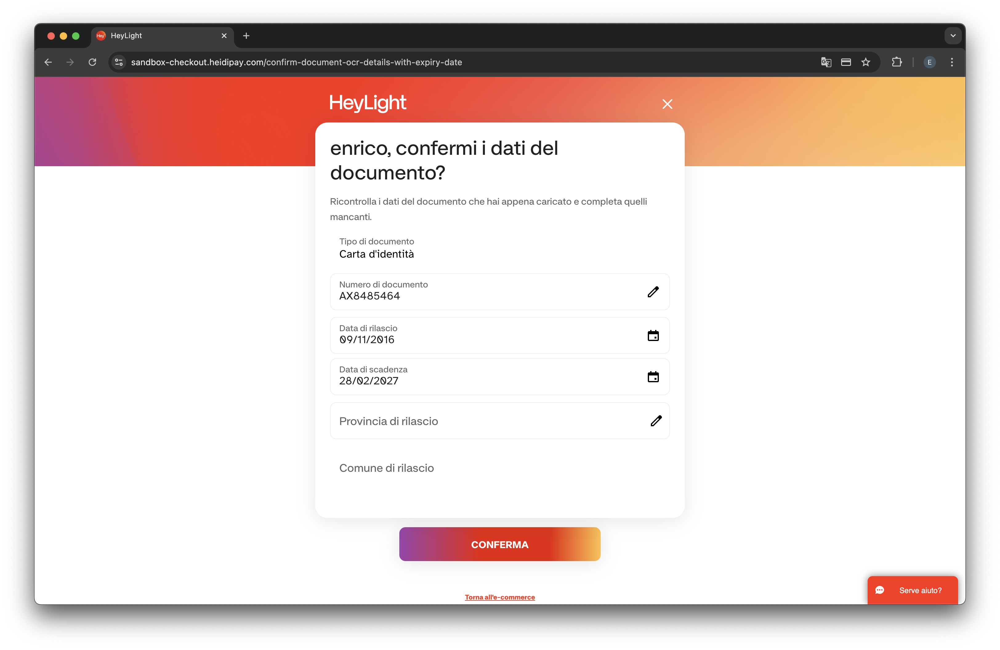 Hey
HeyLight
sandbox-checkout.heidipay.com/confirm-document-ocr-details-with-expiry-date
E
HeyLight
enrico, confermi i dati del
documento?
Ricontrolla i dati del documento che hai appena caricato e completa quelli
mancanti.
Tipo di documento
Carta d'identità
Numero di documento
AX8485464
Data di rilascio
09/11/2016
Data di scadenza
28/02/2027
Provincia di rilascio
Comune di rilascio
CONFERMA
Torna all'e-commerce
Serve aiuto?